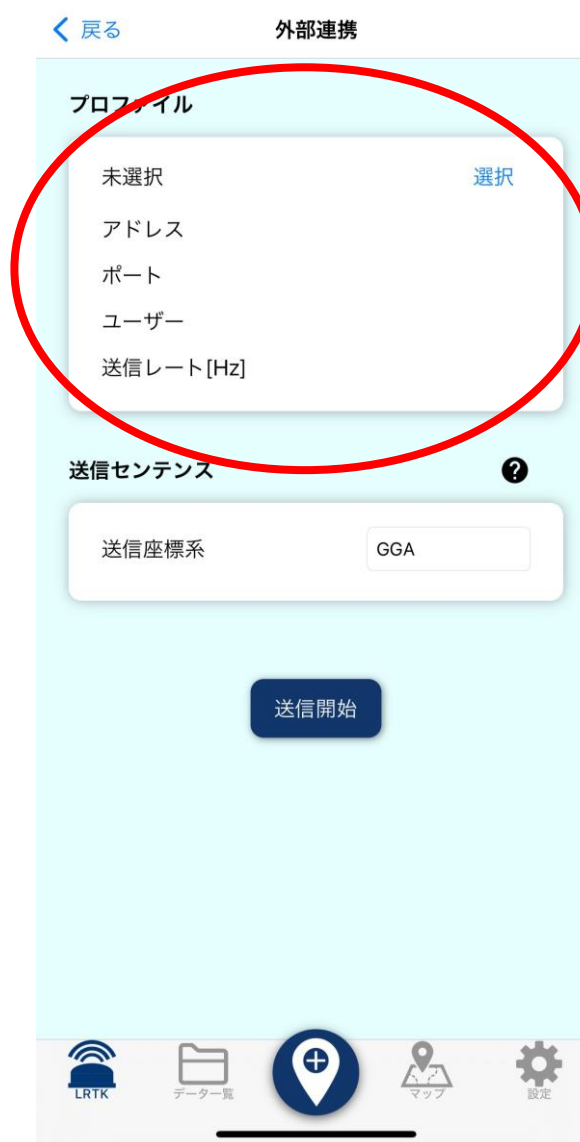 戻る 外部連携
プロファイル
未選択 選択
アドレス
ポート
ユーザー
送信レート[Hz]
送信センテンス ?
送信座標系 GGA
送信開始
LRTK データ一覧 マップ 設定